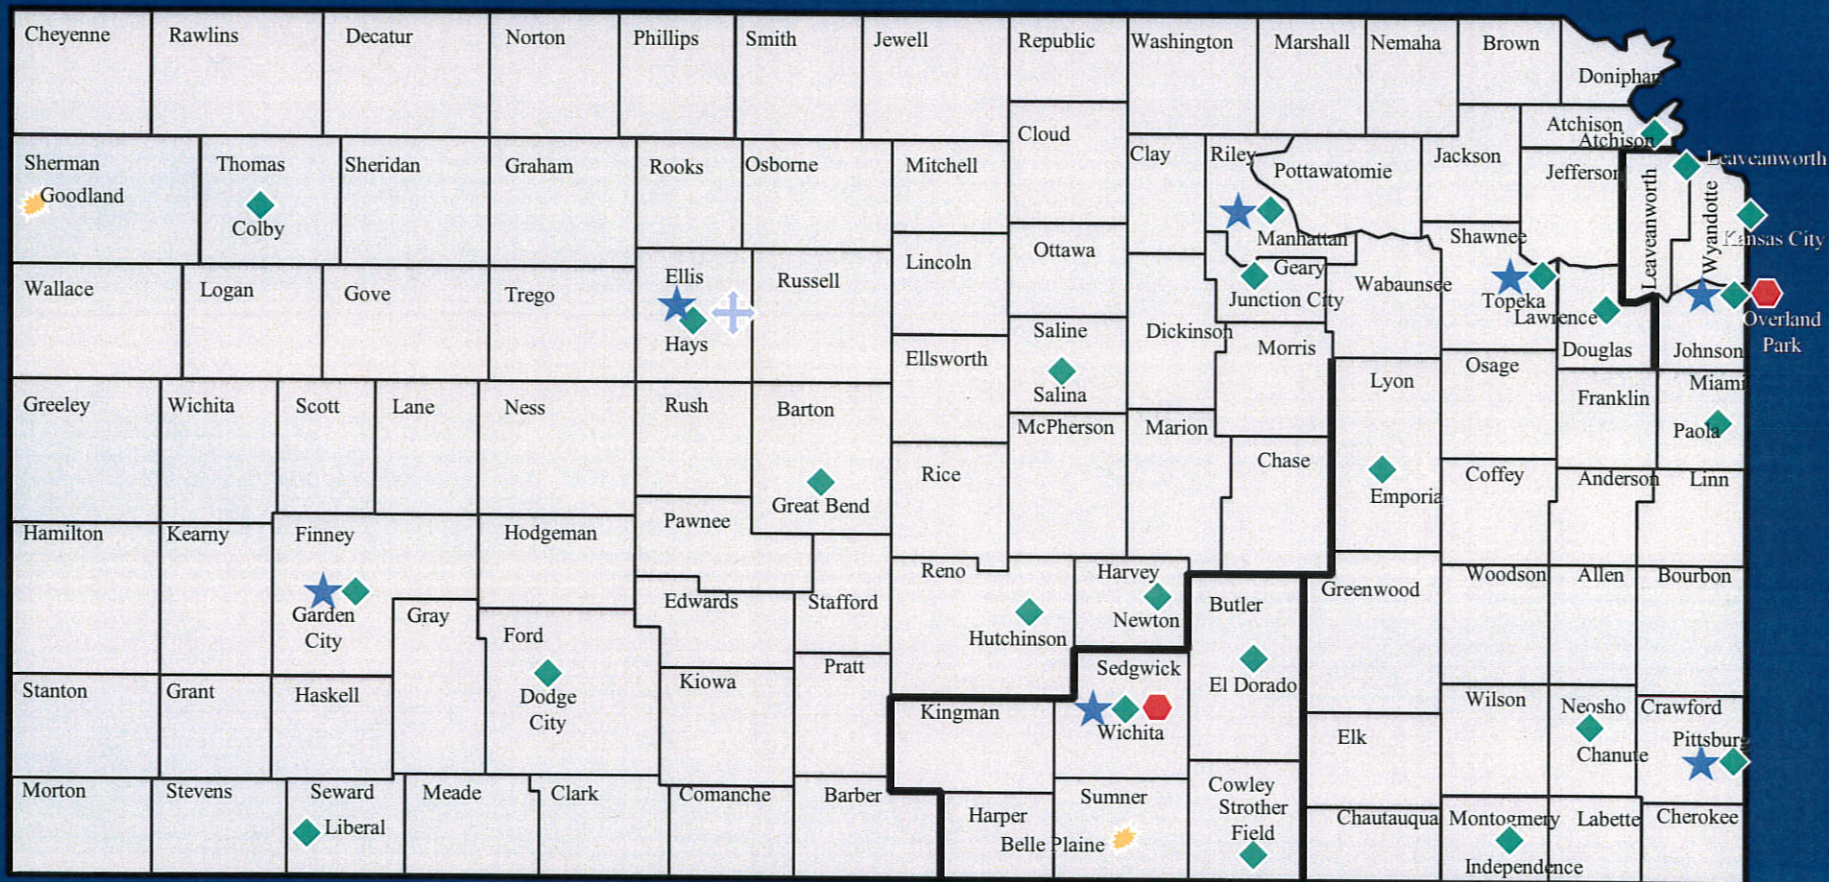 Cheyenne
Rawlins
Decatur
Norton
Phillips
Smith
Jewell
Republic
Washington
Marshall
Nemaha
Brown
Doniphan
Sherman
Goodland
Thomas
Colby
Sheridan
Graham
Rooks
Osborne
Mitchell
Cloud
Clay
Riley
Manhattan
Pottawatomie
Jackson
Atchison
Atchison
Jefferson
Leaveanworth
Leaveanworth
Wyandotte
Kansas City
Wallace
Logan
Gove
Trego
Ellis
Hays
Russell
Lincoln
Ottawa
Geary
Junction City
Wabaunsee
Shawnee
Topeka
Lawrence
Douglas
Johnson
Overland
Park
Ellsworth
Saline
Salina
Dickinson
Morris
Lyon
Emporia
Osage
Franklin
Miami
Paola
Greeley
Wichita
Scott
Lane
Ness
Rush
Barton
Great Bend
Rice
McPherson
Marion
Chase
Coffey
Anderson
Linn
Hamilton
Kearny
Finney
Garden
City
Hodgeman
Pawnee
Edwards
Stafford
Reno
Hutchinson
Harvey
Newton
Butler
El Dorado
Greenwood
Woodson
Allen
Bourbon
Gray
Ford
Dodge
City
Kiowa
Pratt
Kingman
Sedgwick
Wichita
Elk
Wilson
Neosho
Chanute
Crawford
Pittsburg
Stanton
Grant
Haskell
Morton
Stevens
Seward
Liberal
Meade
Clark
Comanche
Barber
Harper
Sumner
Belle Plaine
Cowley
Strother
Field
Chautauqua
Montogmery
Independence
Labette
Cherokee